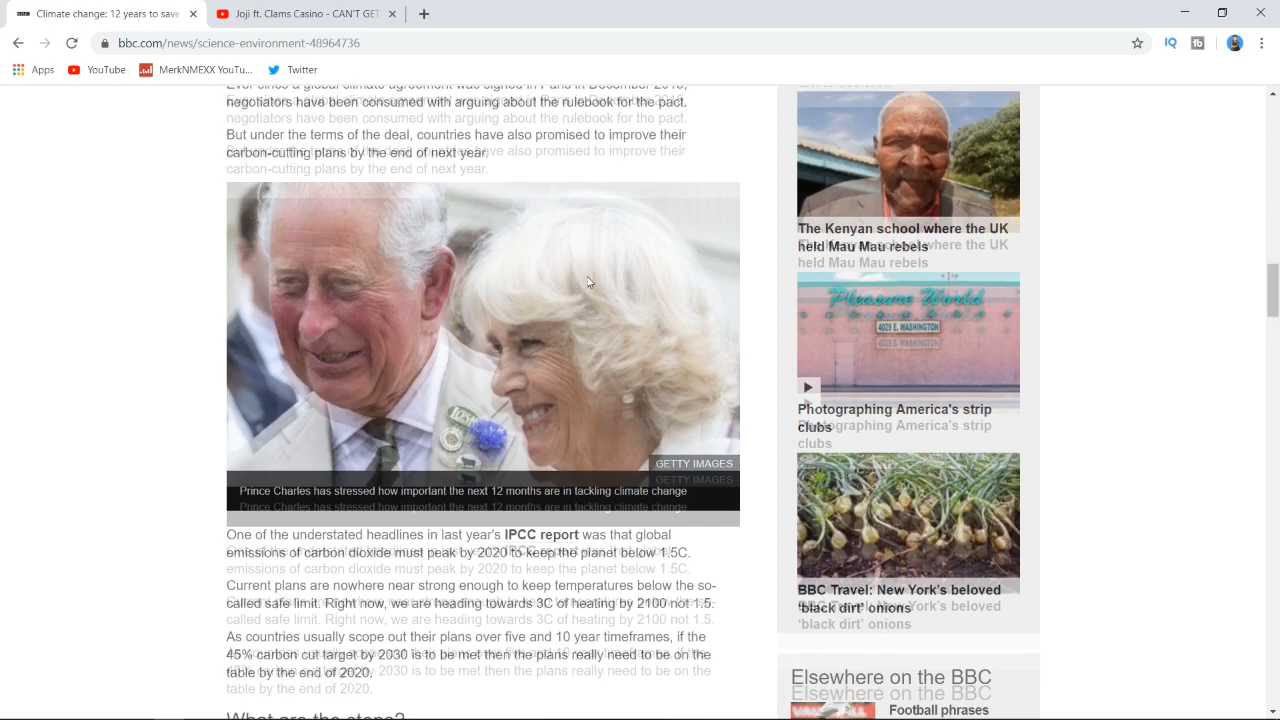 Climate change: 12 years to save
Joji ft. Clams Casino - CAN'T GET
bbc.com/news/science-environment-48964736
Apps
YouTube
MerkNMEXX YouTu...
Twitter
negotiators have been consumed with arguing about the rulebook for the pact.
But under the terms of the deal, countries have also promised to improve their
carbon-cutting plans by the end of next year.
GETTY IMAGES
Prince Charles has stressed how important the next 12 months are in tackling climate change
One of the understated headlines in last year's IPCC report was that global
emissions of carbon dioxide must peak by 2020 to keep the planet below 1.5C.
Current plans are nowhere near strong enough to keep temperatures below the so-
called safe limit. Right now, we are heading towards 3C of heating by 2100 not 1.5.
As countries usually scope out their plans over five and 10 year timeframes, if the
45% carbon cut target by 2030 is to be met then the plans really need to be on the
table by the end of 2020.
What are the steps?
The Kenyan school where the UK
held Mau Mau rebels
Pleasure World
4029 E. WASHINGTON
Photographing America's strip
clubs
BBC Travel: New York's beloved
'black dirt' onions
Elsewhere on the BBC
Football phrases